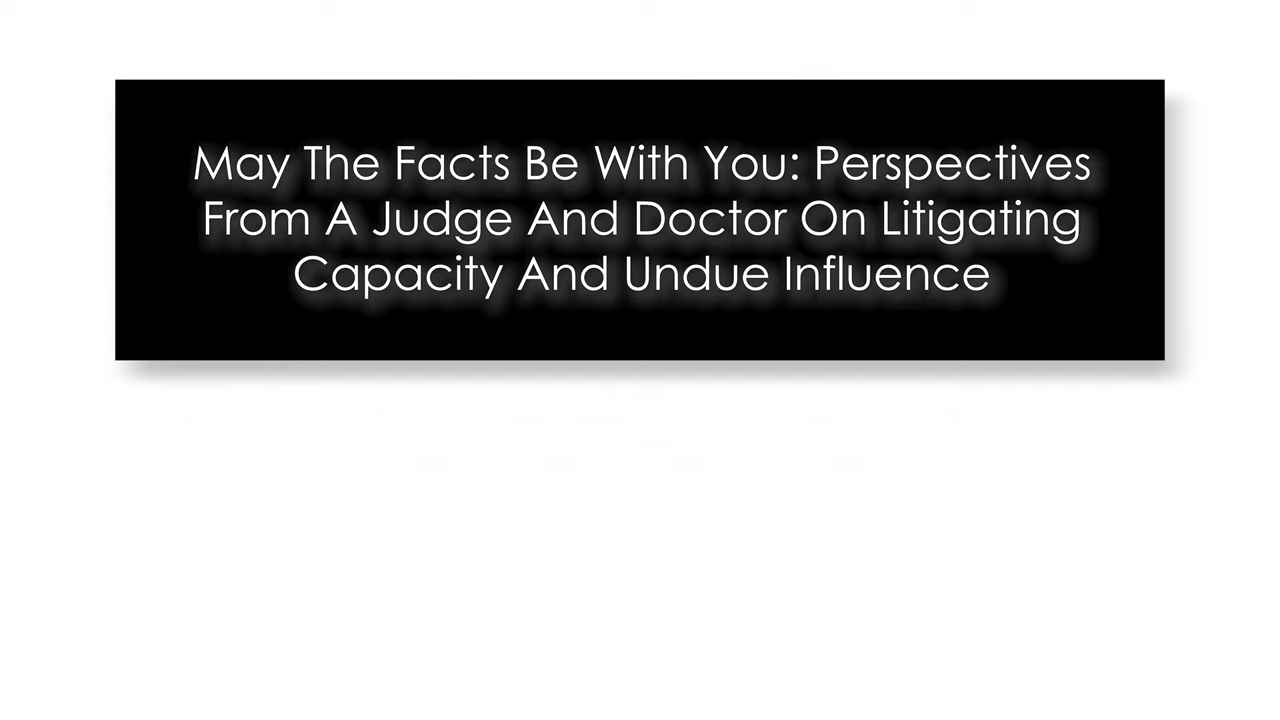 May The Facts Be With You: Perspectives
From A Judge And Doctor On Litigating
Capacity And Undue Influence